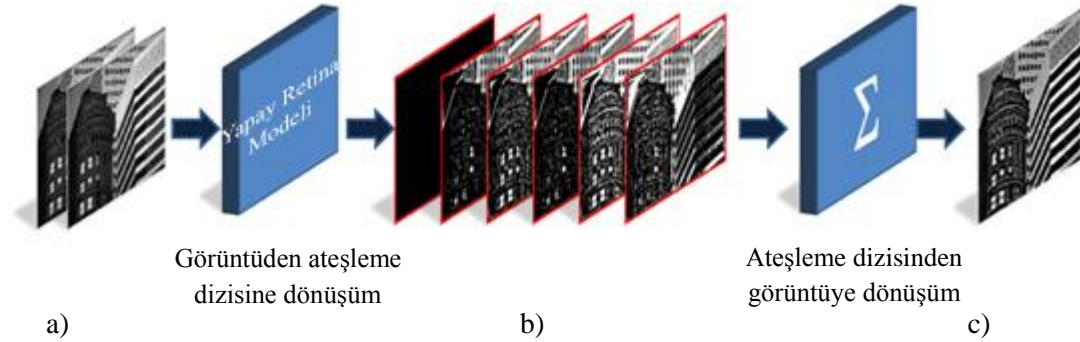 Yapay Retina
Modeli
Σ
Görüntüden ateşleme
dizisine dönüşüm
Ateşleme dizisinden
görüntüye dönüşüm
a)
b)
c)